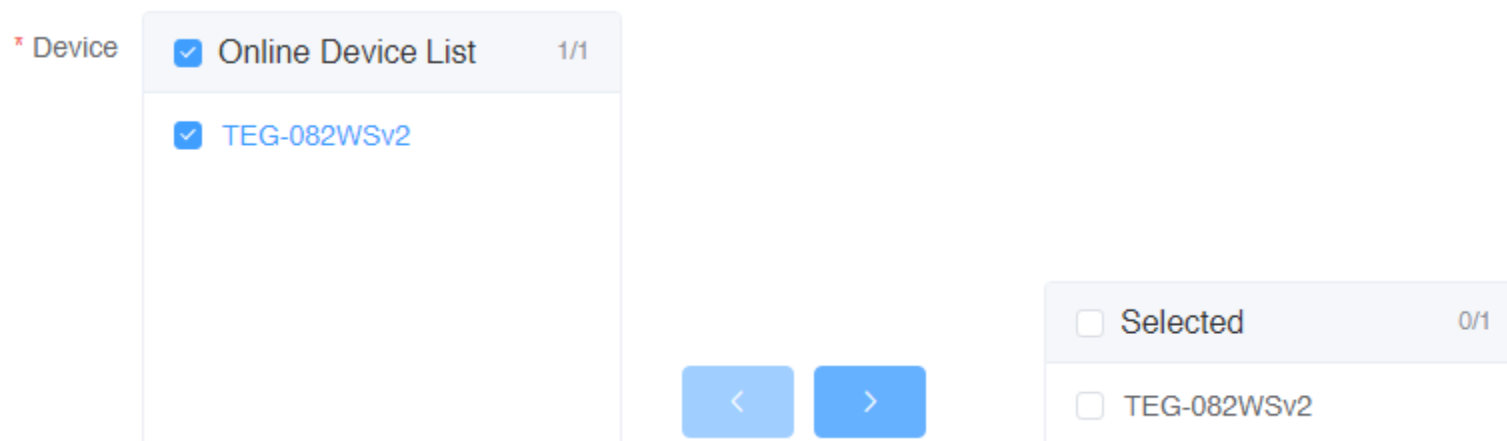 * Device
Online Device List 1/1
TEG-082WSv2
Selected 0/1
TEG-082WSv2